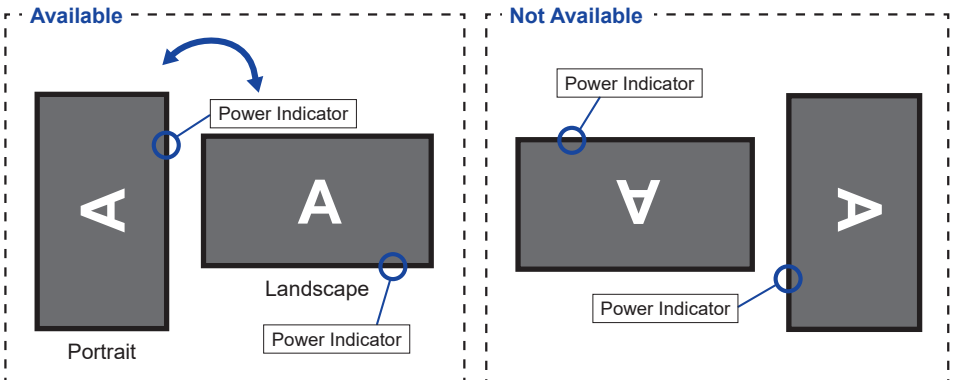 Available
Power Indicator
A
A
Landscape
Power Indicator
Portrait
Not Available
Power Indicator
A
A
Power Indicator